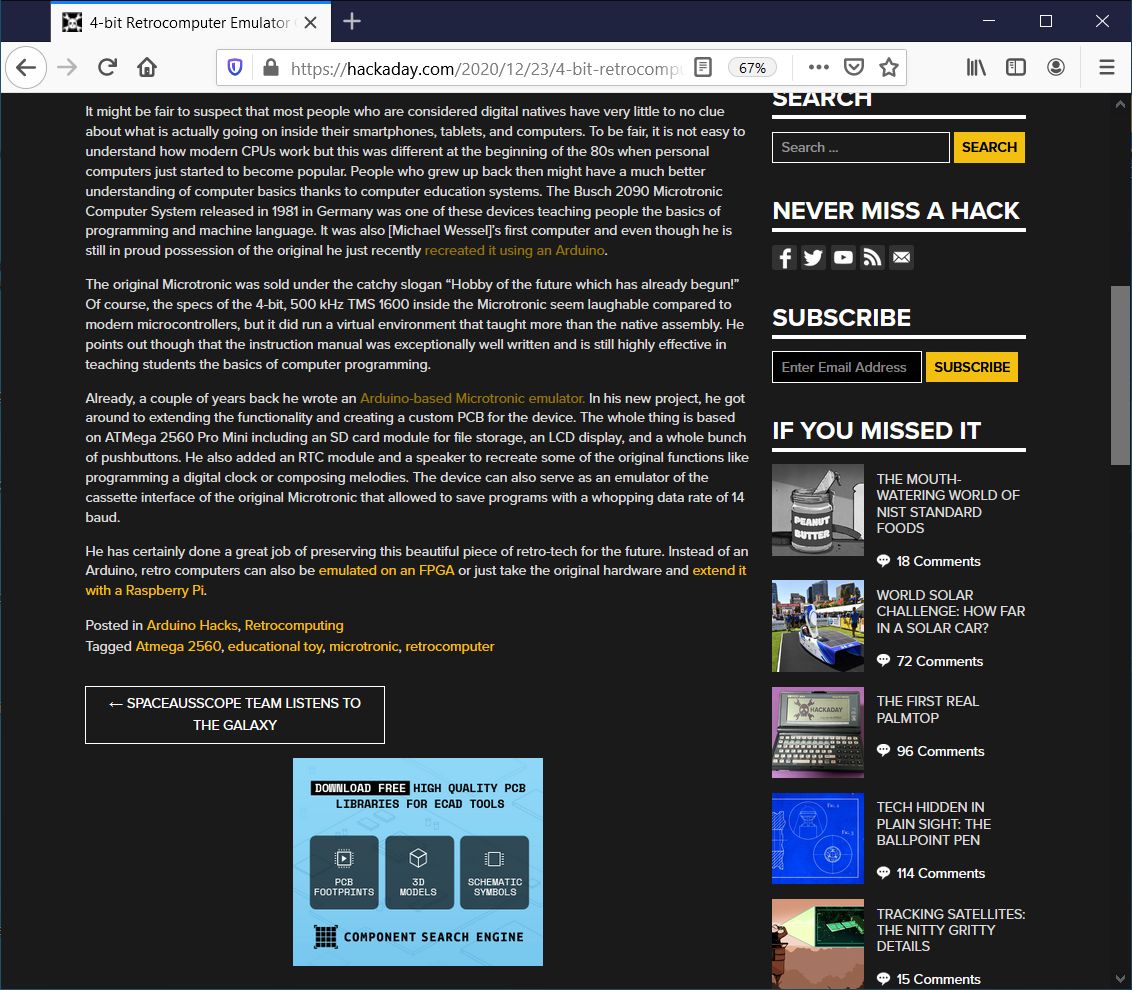 4-bit Retrocomputer Emulator
https://hackaday.com/2020/12/23/4-bit-retrocomp
67%
It might be fair to suspect that most people who are considered digital natives have very little to no clue
about what is actually going on inside their smartphones, tablets, and computers. To be fair, it is not easy to
understand how modern CPUs work but this was different at the beginning of the 80s when personal
computers just started to become popular. People who grew up back then might have a much better
understanding of computer basics thanks to computer education systems. The Busch 2090 Microtronic
Computer System released in 1981 in Germany was one of these devices teaching people the basics of
programming and machine language. It was also [Michael Wessel]’s first computer and even though he is
still in proud possession of the original he just recently recreated it using an Arduino.
The original Microtronic was sold under the catchy slogan “Hobby of the future which has already begun!”
Of course, the specs of the 4-bit, 500 kHz TMS 1600 inside the Microtronic seem laughable compared to
modern microcontrollers, but it did run a virtual environment that taught more than the native assembly. He
points out though that the instruction manual was exceptionally well written and is still highly effective in
teaching students the basics of computer programming.
Already, a couple of years back he wrote an Arduino-based Microtronic emulator. In his new project, he got
around to extending the functionality and creating a custom PCB for the device. The whole thing is based
on ATMega 2560 Pro Mini including an SD card module for file storage, an LCD display, and a whole bunch
of pushbuttons. He also added an RTC module and a speaker to recreate some of the original functions like
programming a digital clock or composing melodies. The device can also serve as an emulator of the
cassette interface of the original Microtronic that allowed to save programs with a whopping data rate of 14
baud.
He has certainly done a great job of preserving this beautiful piece of retro-tech for the future. Instead of an
Arduino, retro computers can also be emulated on an FPGA or just take the original hardware and extend it
with a Raspberry Pi.
Posted in Arduino Hacks, Retrocomputing
Tagged Atmega 2560, educational toy, microtronic, retrocomputer
← SPACEAUSSCOPE TEAM LISTENS TO
THE GALAXY
DOWNLOAD FREE HIGH QUALITY PCB
LIBRARIES FOR ECAD TOOLS
PCB
FOOTPRINTS
3D
MODELS
SCHEMATIC
SYMBOLS
COMPONENT SEARCH ENGINE
SEARCH
Search ...
SEARCH
NEVER MISS A HACK
SUBSCRIBE
Enter Email Address
SUBSCRIBE
IF YOU MISSED IT
PEANUT
BUTTER
THE MOUTH-
WATERING WORLD OF
NIST STANDARD
FOODS
18 Comments
WORLD SOLAR
CHALLENGE: HOW FAR
IN A SOLAR CAR?
72 Comments
HACKADAY
THE FIRST REAL
PALMTOP
96 Comments
TECH HIDDEN IN
PLAIN SIGHT: THE
BALLPOINT PEN
114 Comments
TRACKING SATELLITES:
THE NITTY GRITTY
DETAILS
15 Comments